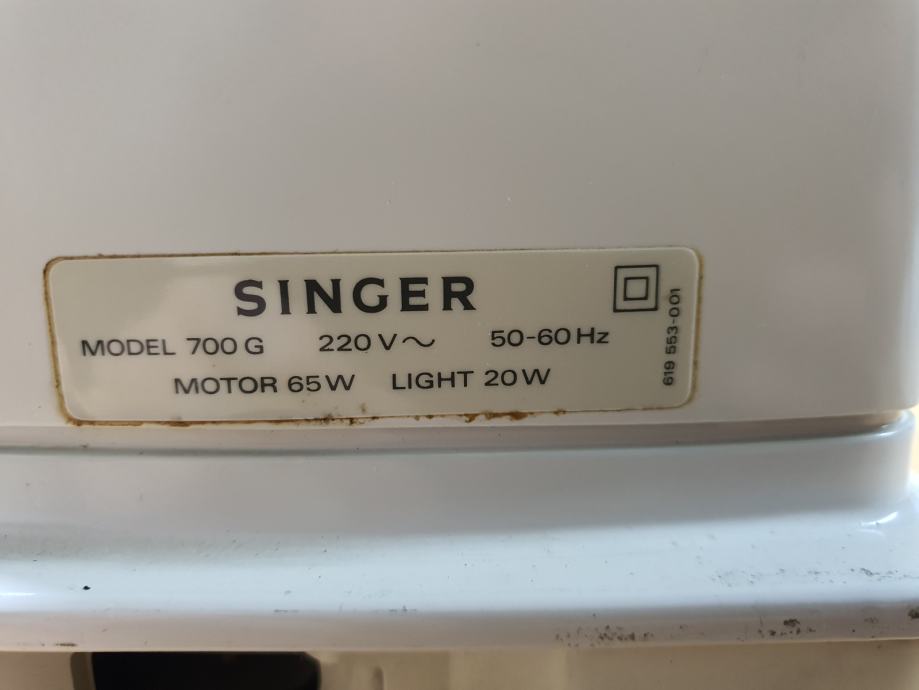 SINGER
MODEL 700 G 220 V~ 50-60 Hz
MOTOR 65 W LIGHT 20 W
619 553-001